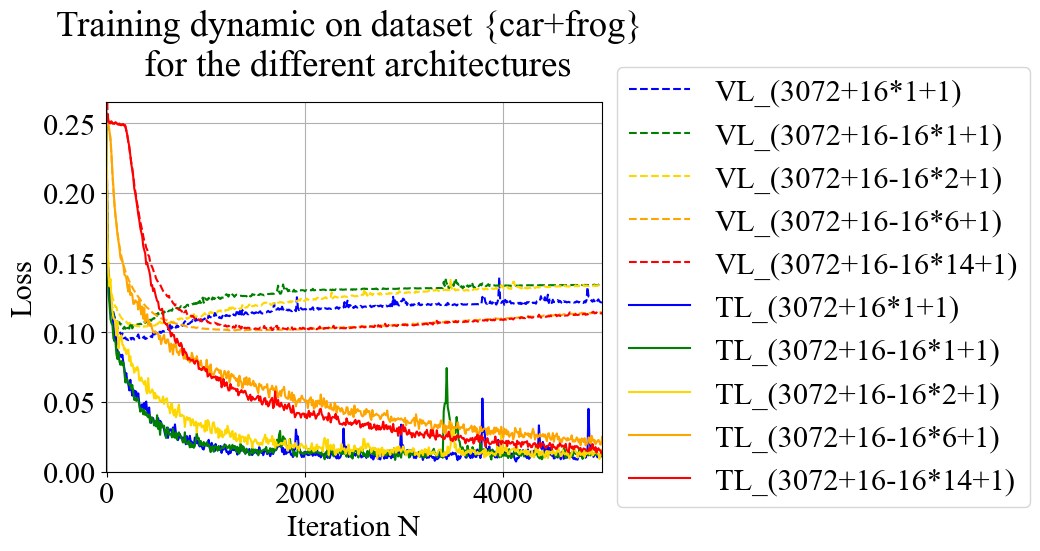 Training dynamic on dataset {car+frog}
for the different architectures
0.25
0.20
0.15
0.10
0.05
0.00
Loss
0
2000
4000
Iteration N
VL_(3072+16*1+1)
VL_(3072+16-16*1+1)
VL_(3072+16-16*2+1)
VL_(3072+16-16*6+1)
VL_(3072+16-16*14+1)
TL_(3072+16*1+1)
TL_(3072+16-16*1+1)
TL_(3072+16-16*2+1)
TL_(3072+16-16*6+1)
TL_(3072+16-16*14+1)